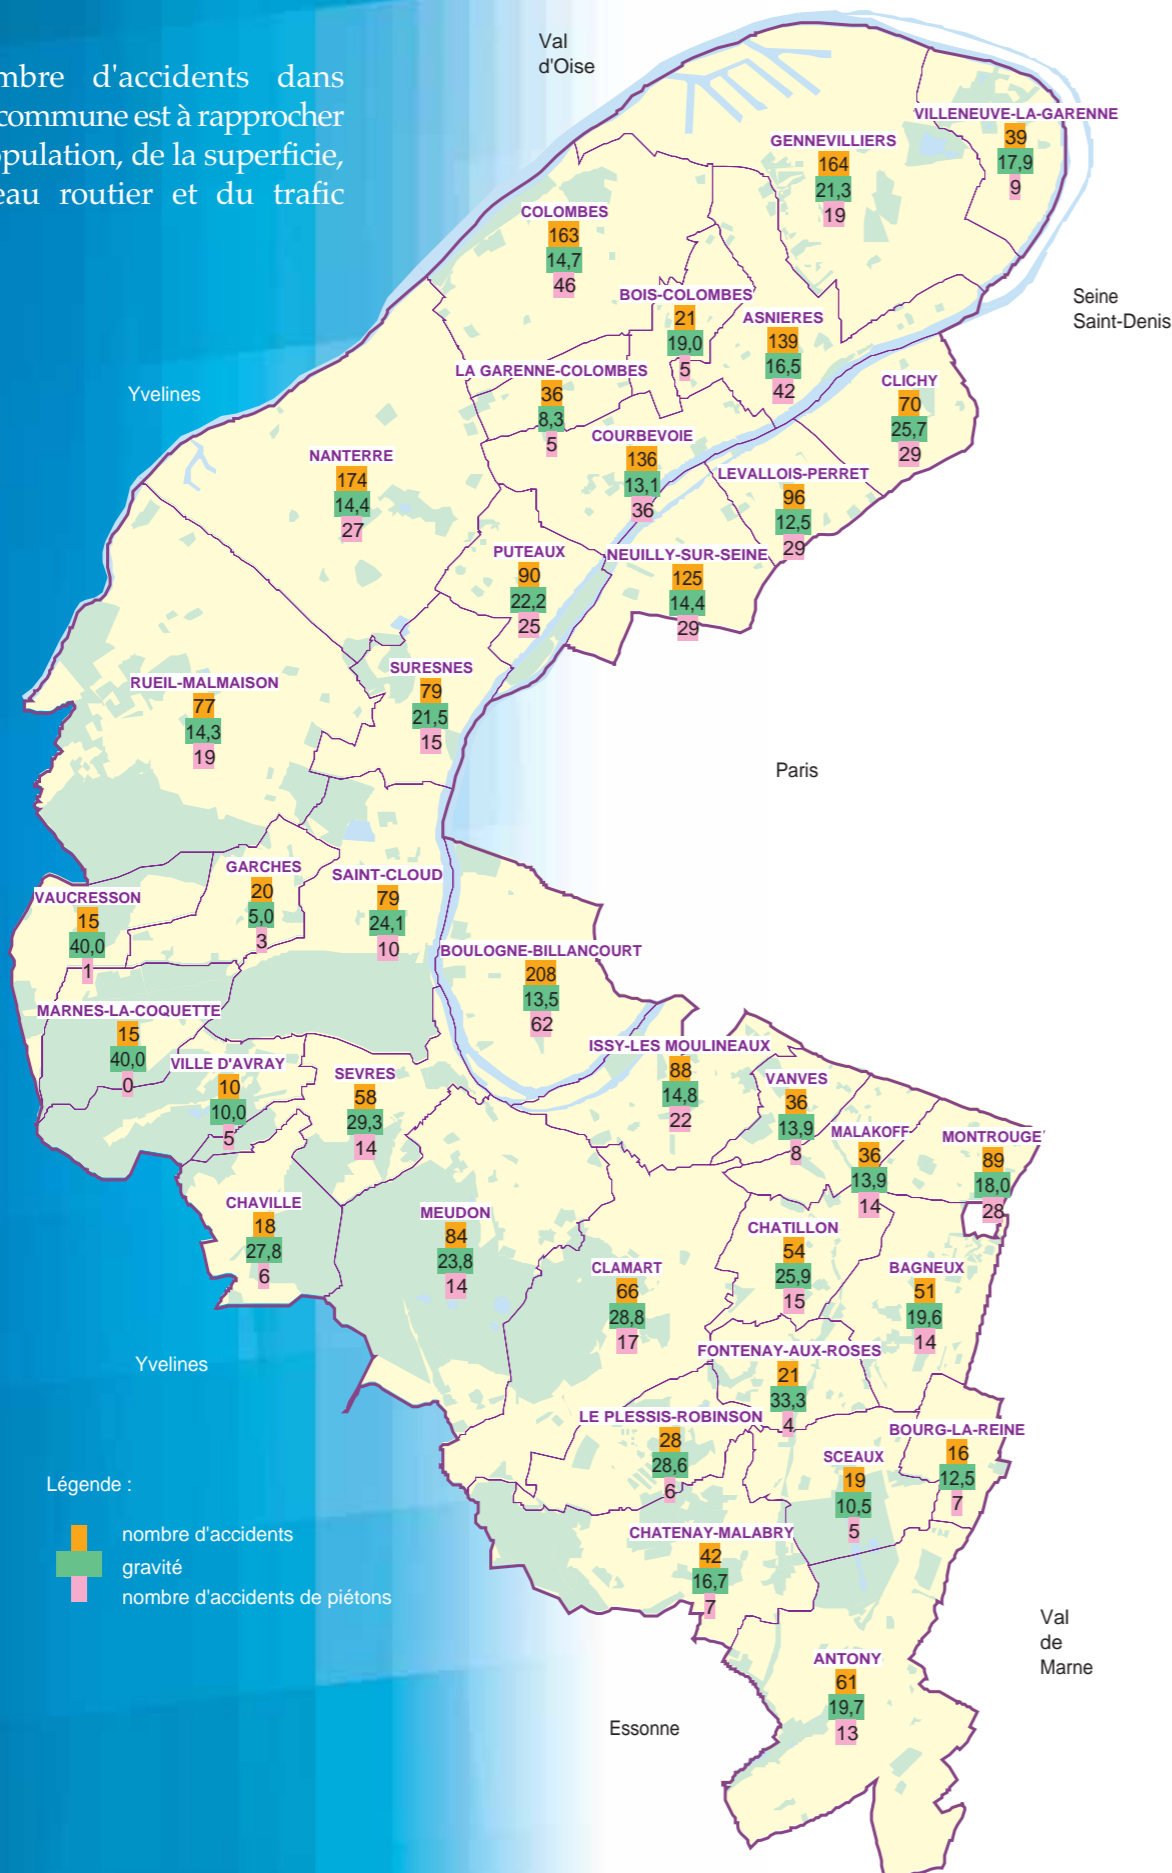 mbre d'accidents dans
commune est à rapprocher
opulation, de la superficie,
eau routier et du trafic
Val
d'Oise
VILLENEUVE-LA-GARENNE
39
17,9
9
GENNEVILLIERS
164
21,3
19
COLOMBES
163
14,7
46
Seine
Saint-Denis
BOIS-COLOMBES
21
19,0
5
ASNIERES
139
16,5
42
LA GARENNE-COLOMBES
36
8,3
5
CLICHY
70
25,7
29
Yvelines
COURBEVOIE
136
13,1
36
NANTERRE
174
14,4
27
LEVALLOIS-PERRET
96
12,5
29
PUTEAUX
90
22,2
25
NEUILLY-SUR-SEINE
125
14,4
29
RUEIL-MALMAISON
77
14,3
19
SURESNES
79
21,5
15
Paris
GARCHES
20
5,0
3
SAINT-CLOUD
79
24,1
10
VAUCRESSON
15
40,0
1
BOULOGNE-BILLANCOURT
208
13,5
62
MARNES-LA-COQUETTE
15
40,0
0
ISSY-LES MOULINEAUX
88
14,8
22
VILLE D'AVRAY
10
10,0
5
SEVRES
58
29,3
14
VANVES
36
13,9
8
MALAKOFF
36
13,9
14
MONTROUGE
89
18,0
28
CHAVILLE
18
27,8
6
MEUDON
84
23,8
14
CHATILLON
54
25,9
15
CLAMART
66
28,8
17
BAGNEUX
51
19,6
14
Yvelines
FONTENAY-AUX-ROSES
21
33,3
4
LE PLESSIS-ROBINSON
28
28,6
6
BOURG-LA-REINE
16
12,5
7
SCEAUX
19
10,5
5
Légende :
nombre d'accidents
gravité
nombre d'accidents de piétons
CHATENAY-MALABRY
42
16,7
7
Val
de
Marne
ANTONY
61
19,7
13
Essonne